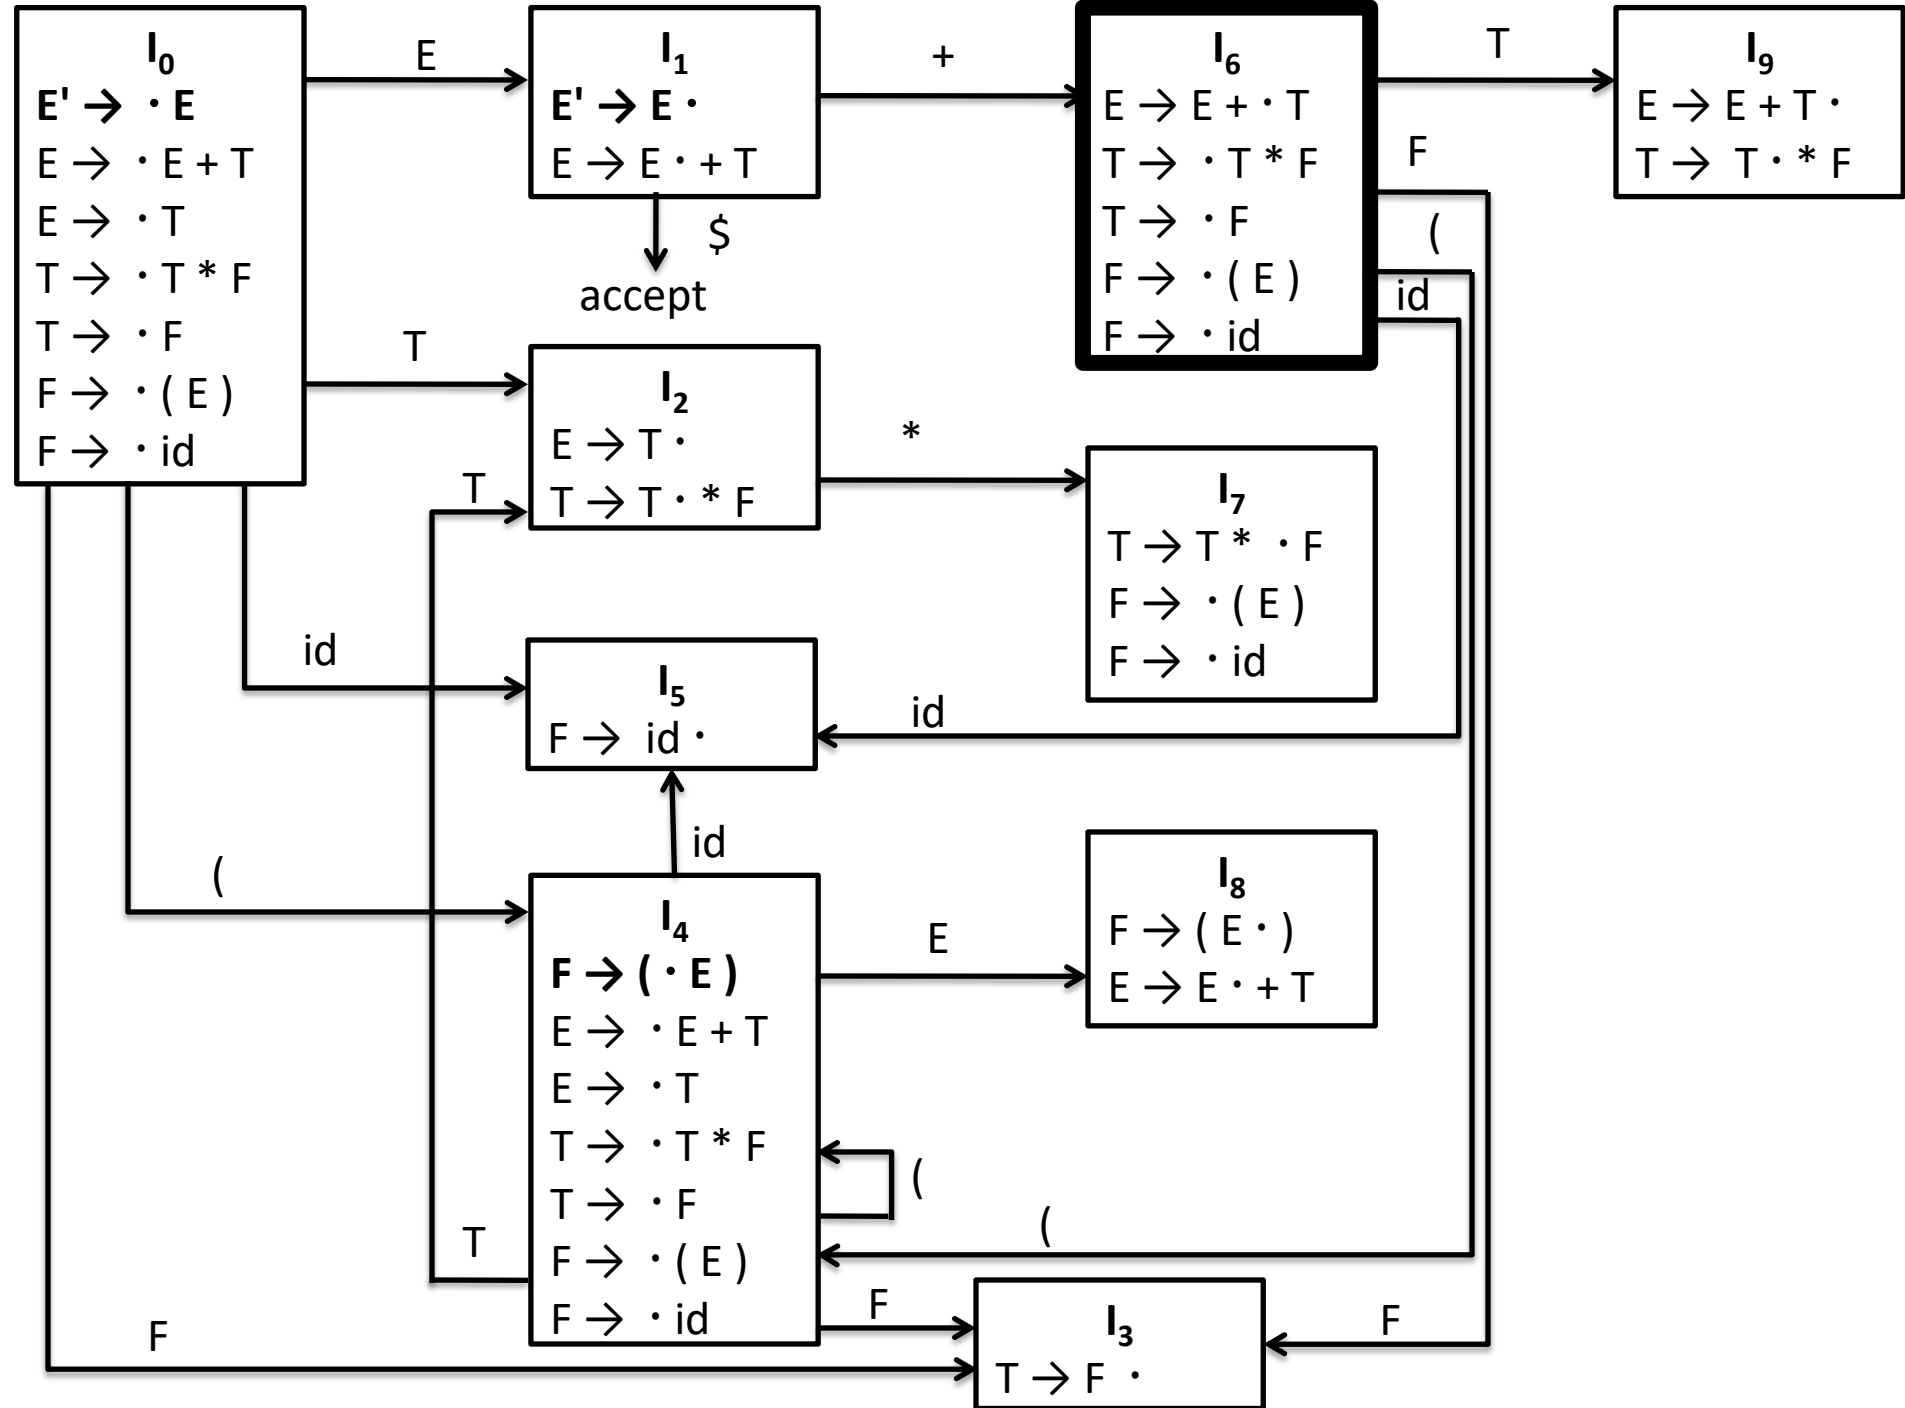 I0
E' → · E
E → · E + T
E → · T
T → · T * F
T → · F
F → · ( E )
F → · id
E
I1
E' → E ·
E → E · + T
$
accept
+
I6
E → E + · T
T → · T * F
T → · F
F → · ( E )
F → · id
T
F
(
id
I9
E → E + T ·
T → T · * F
T
I2
E → T ·
T → T · * F
T
*
I7
T → T * · F
F → · ( E )
F → · id
id
I5
F → id ·
id
id
(
I4
F → ( · E )
E → · E + T
E → · T
T → · T * F
T → · F
F → · ( E )
F → · id
E
I8
F → ( E · )
E → E · + T
(
(
T
F
F
F
I3
T → F ·